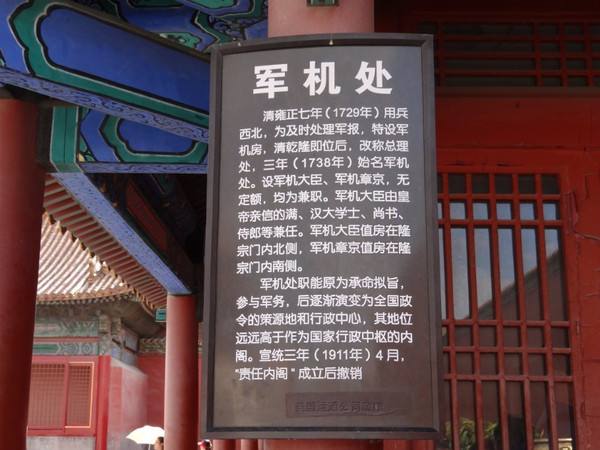 军机处
清雍正七年（1729年）用兵
西北，为及时处理军报，特设军
机房，清乾隆即位后，改称总理
处，三年（1738年）始名军机
处。设军机大臣、军机章京，无
定额，均为兼职。军机大臣由皇
帝亲信的满、汉大学士、尚书、
侍郎等兼任。军机大臣值房在隆
宗门内北侧，军机章京值房在隆
宗门内南侧。
军机处职能原为承命拟旨，
参与军务，后逐渐演变为全国政
令的策源地和行政中心，其地位
远远高于作为国家行政中枢的内
阁。宣统三年（1911年）4月，
"责任内阁"成立后撤销